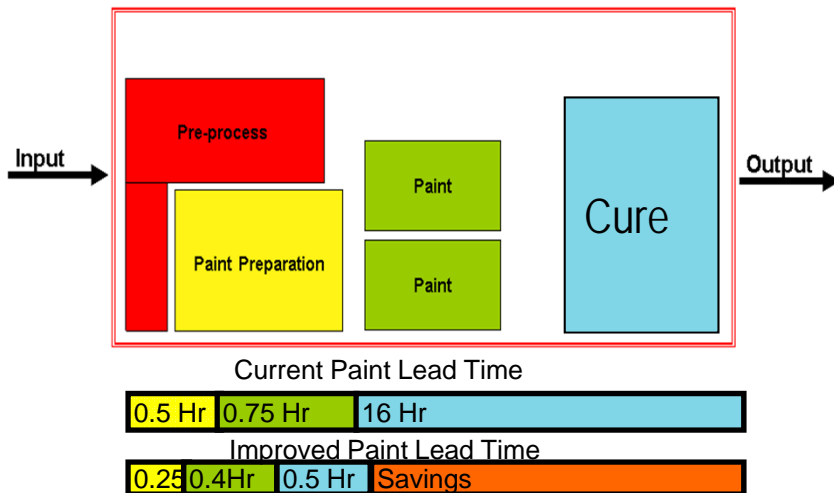 Pre-process
Input
Paint
Output
Cure
Paint Preparation
Paint
Current Paint Lead Time
0.5 Hr 0.75 Hr 16 Hr
Improved Paint Lead Time
0.25 0.4Hr 0.5 Hr Savings